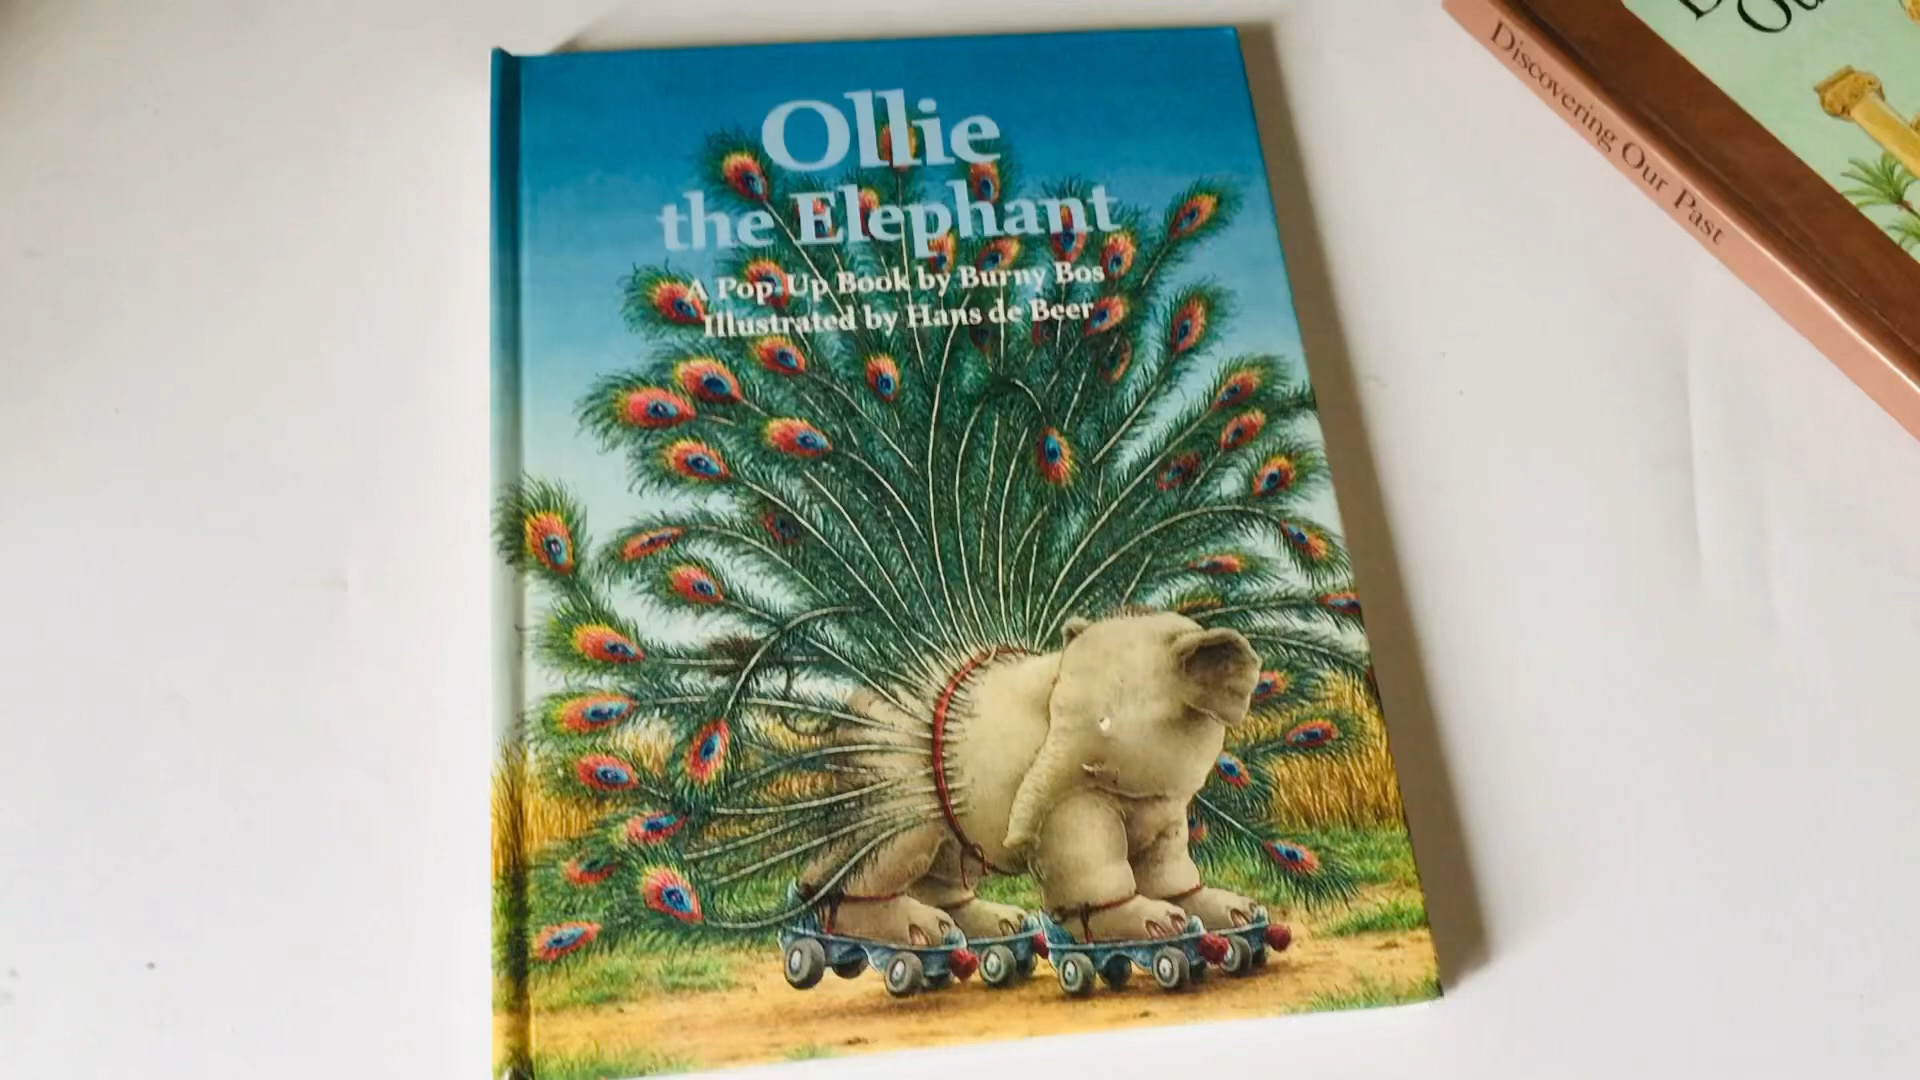 Ollie
the Elephant
A Pop-Up Book by Burny Bos
Illustrated by Hans de Beer
Discovering Our Past